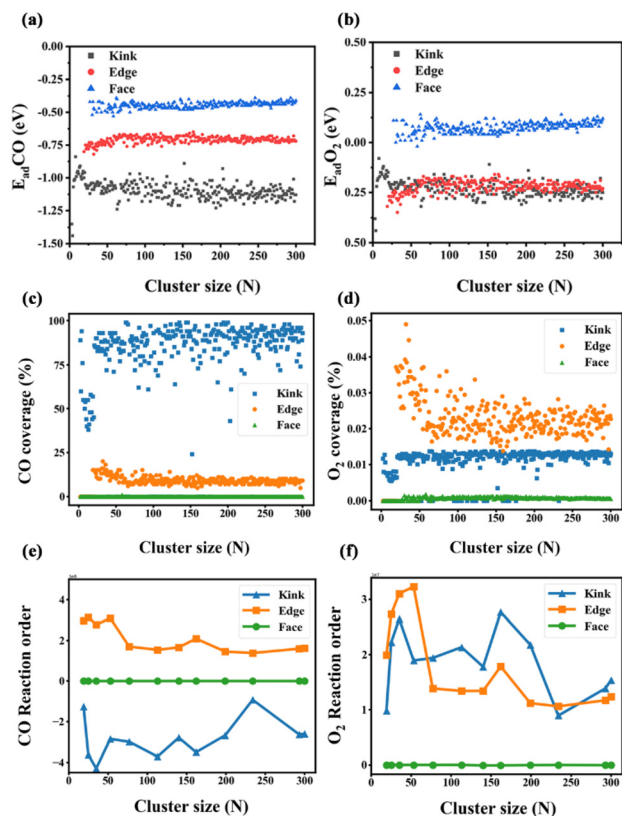 (a)
0.00
-0.25
-0.50
-0.75
-1.00
-1.25
-1.50
E_adCO (eV)
Kink
Edge
Face
0 50 100 150 200 250 300
Cluster size (N)
(b)
0.50
0.25
0.00
0.25
0.50
E_adO_2 (eV)
Kink
Edge
Face
0 50 100 150 200 250 300
Cluster size (N)
(c)
100
75
50
25
0
CO coverage (%)
Kink
Edge
Face
0 50 100 150 200 250 300
Cluster size (N)
(d)
0.05
0.04
0.03
0.02
0.01
0.00
O_2 coverage (%)
Kink
Edge
Face
0 50 100 150 200 250 300
Cluster size (N)
(e)
4
2
0
−2
−4
CO Reaction order
Kink
Edge
Face
0 50 100 150 200 250 300
Cluster size (N)
(f)
3
2
1
0
O_2 Reaction order
Kink
Edge
Face
0 50 100 150 200 250 300
Cluster size (N)